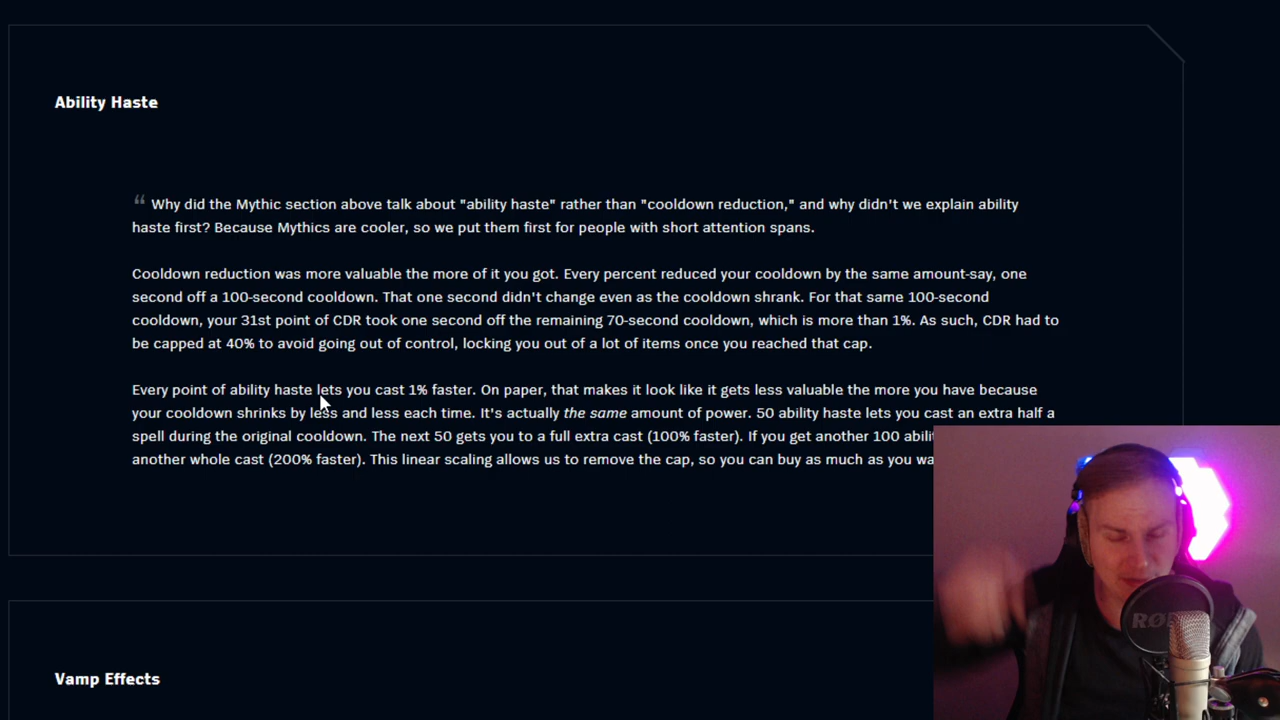 Ability Haste
“ Why did the Mythic section above talk about "ability haste" rather than "cooldown reduction," and why didn't we explain ability
haste first? Because Mythics are cooler, so we put them first for people with short attention spans.
Cooldown reduction was more valuable the more of it you got. Every percent reduced your cooldown by the same amount-say, one
second off a 100-second cooldown. That one second didn't change even as the cooldown shrank. For that same 100-second
cooldown, your 31st point of CDR took one second off the remaining 70-second cooldown, which is more than 1%. As such, CDR had to
be capped at 40% to avoid going out of control, locking you out of a lot of items once you reached that cap.
Every point of ability haste lets you cast 1% faster. On paper, that makes it look like it gets less valuable the more you have because
your cooldown shrinks by less and less each time. It's actually the same amount of power. 50 ability haste lets you cast an extra half a
spell during the original cooldown. The next 50 gets you to a full extra cast (100% faster). If you get another 100
another whole cast (200% faster). This linear scaling allows us to remove the cap, so you can buy as much as you
Vamp Effects